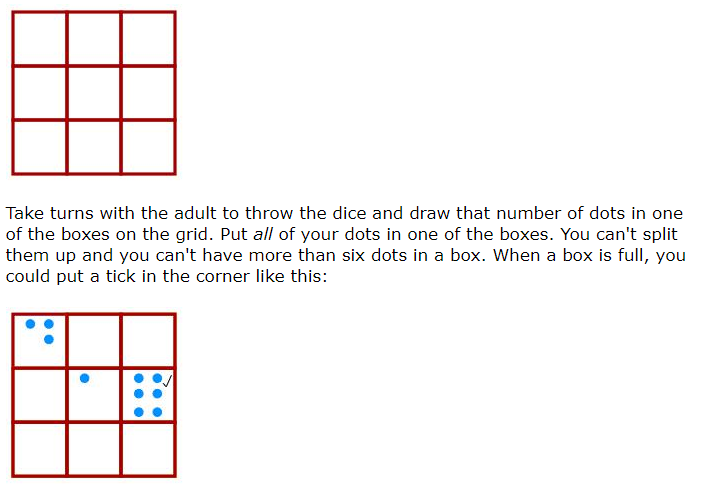 Take turns with the adult to throw the dice and draw that number of dots in one
of the boxes on the grid. Put all of your dots in one of the boxes. You can't split
them up and you can't have more than six dots in a box. When a box is full, you
could put a tick in the corner like this: